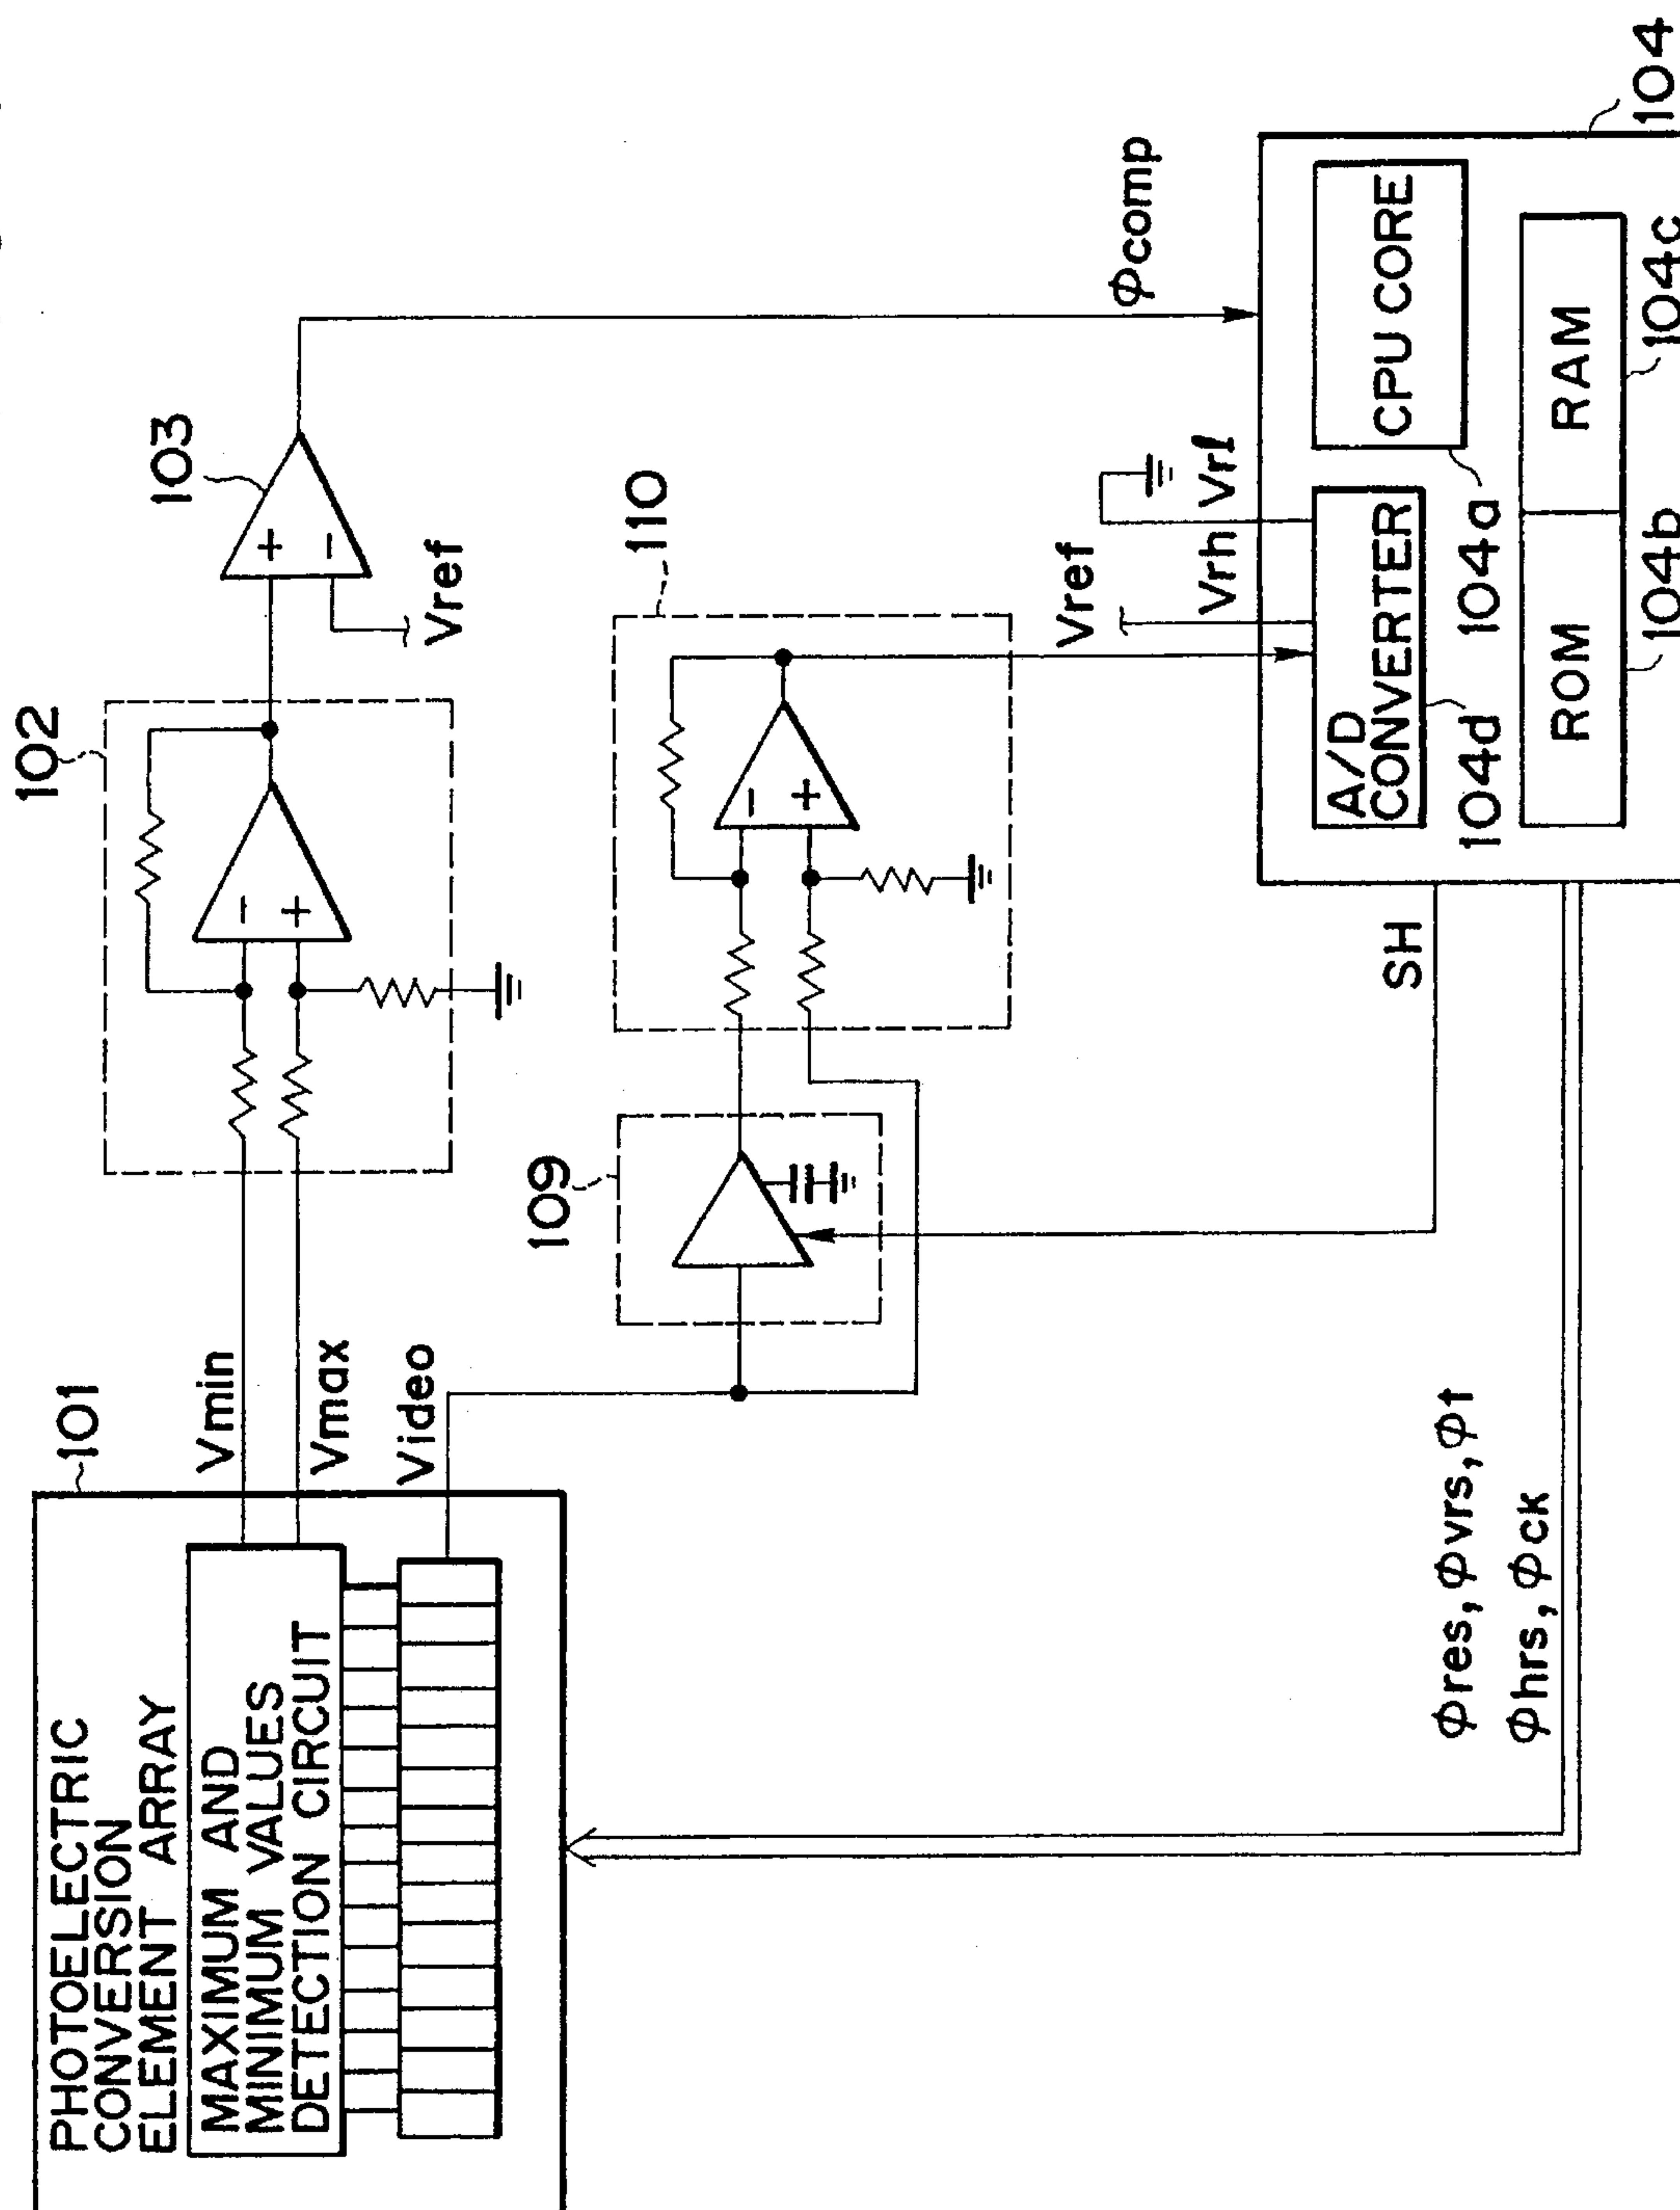 PHOTOELECTRIC
CONVERSION
ELEMENT ARRAY
101
MAXIMUM AND
MINIMUM VALUES
DETECTION CIRCUIT
Vmin
Vmax
Video
102
−
+
103
+
−
Vref
109
110
−
+
Vref
Vrh
Vrl
φcomp
SH
φres, φvrs, φt
φhrs, φck
A/D
CONVERTER
104d
CPU CORE
104a
ROM
104b
RAM
104c
104